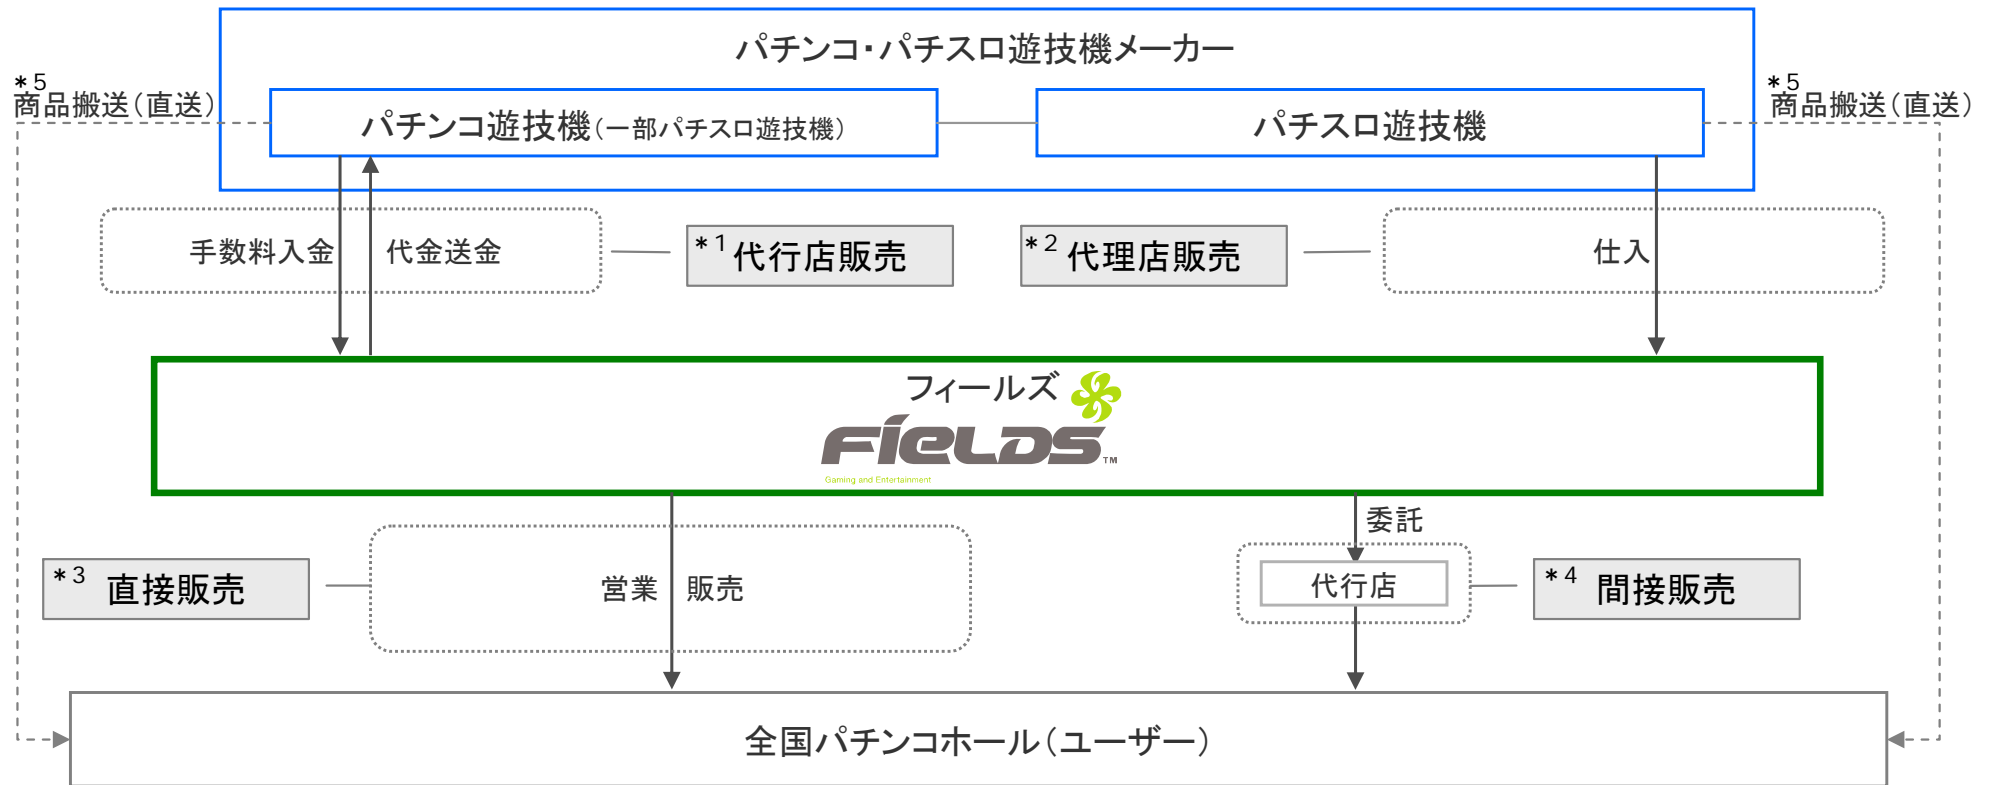 パチンコ・パチスロ遊技機メーカー
*5
商品搬送(直送)
*5
商品搬送(直送)
パチンコ遊技機(一部パチスロ遊技機)
パチスロ遊技機
手数料入金
代金送金
*1 代行店販売
*2 代理店販売
仕入
フィールズ
FIELDS™
Gaming and Entertainment
委託
*3 直接販売
営業
販売
代行店
*4 間接販売
全国パチンコホール(ユーザー)